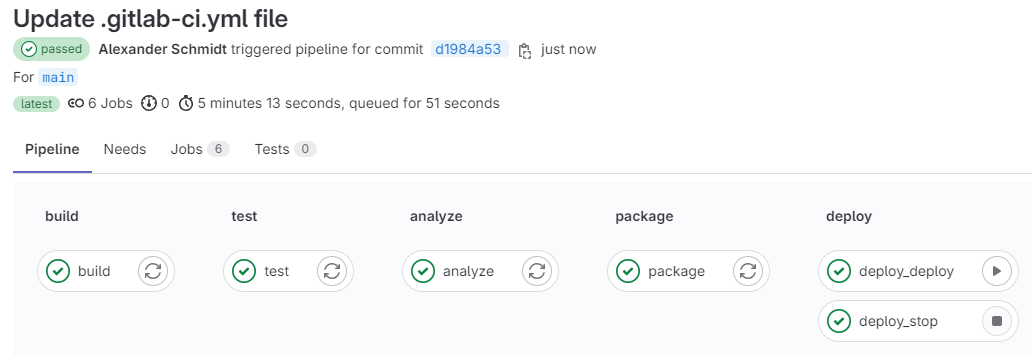 Update .gitlab-ci.yml file
passed Alexander Schmidt triggered pipeline for commit d1984a53 just now
For main
latest 6 Jobs 0 5 minutes 13 seconds, queued for 51 seconds
Pipeline Needs Jobs 6 Tests 0
build test analyze package deploy
build test analyze package deploy_deploy
deploy_stop